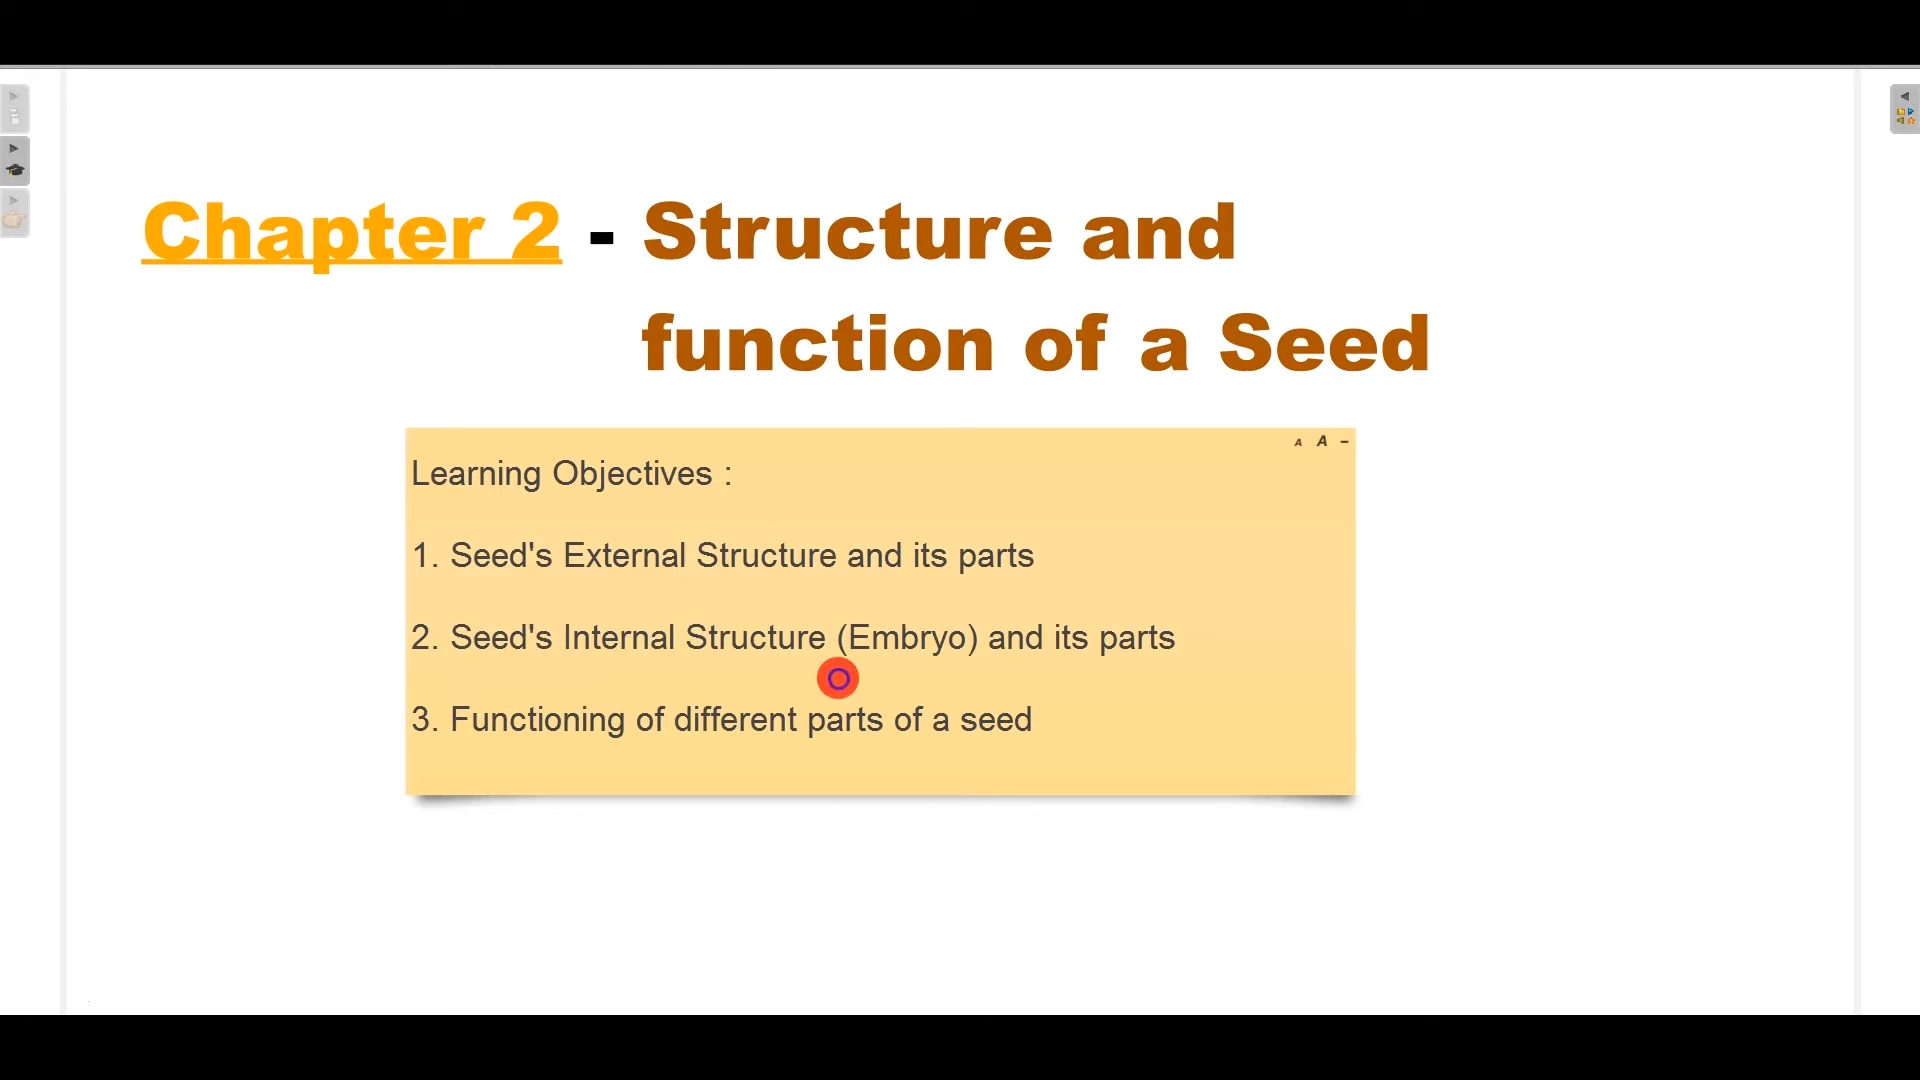 Chapter 2 - Structure and
function of a Seed
A A –
Learning Objectives :
1. Seed's External Structure and its parts
2. Seed's Internal Structure (Embryo) and its parts
3. Functioning of different parts of a seed